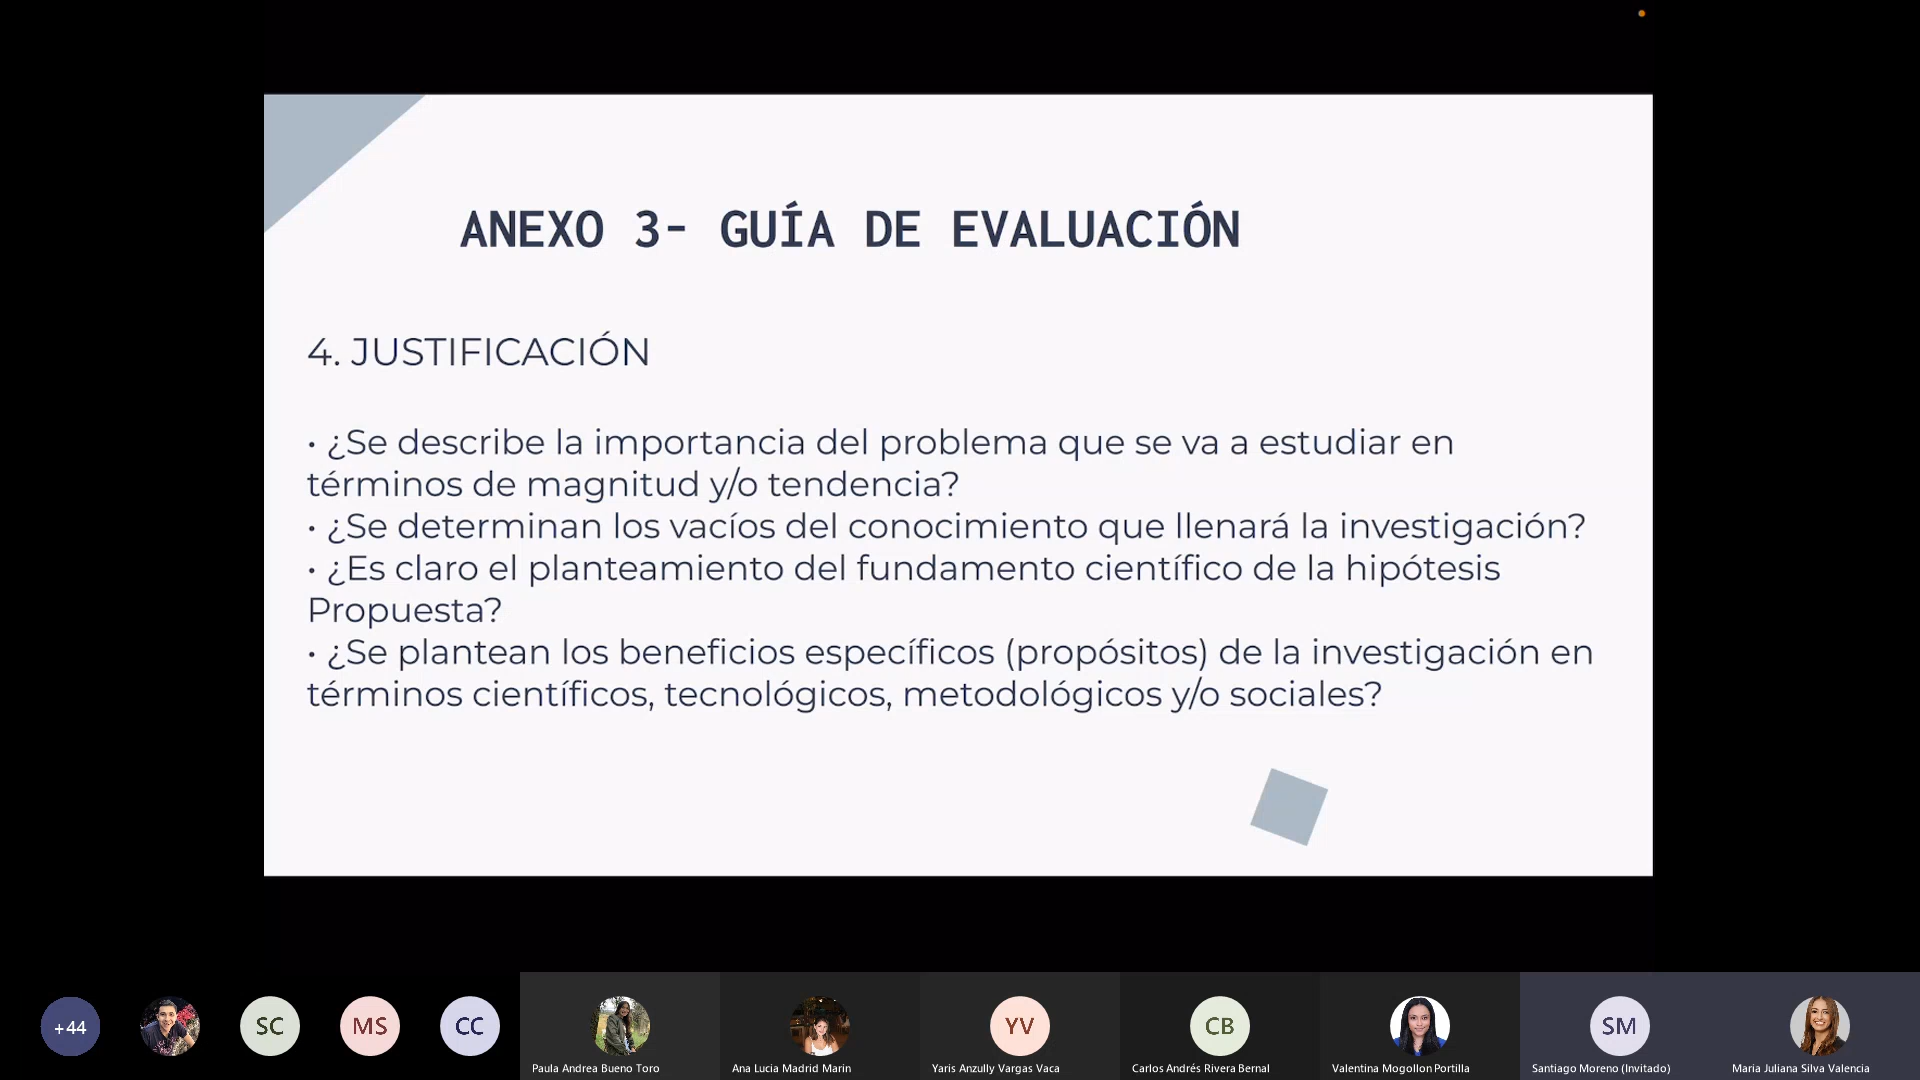 ANEXO 3- GUÍA DE EVALUACIÓN
4. JUSTIFICACIÓN
• ¿Se describe la importancia del problema que se va a estudiar en
términos de magnitud y/o tendencia?
• ¿Se determinan los vacíos del conocimiento que llenará la investigación?
• ¿Es claro el planteamiento del fundamento científico de la hipótesis
Propuesta?
• ¿Se plantean los beneficios específicos (propósitos) de la investigación en
términos científicos, tecnológicos, metodológicos y/o sociales?
+44
SC
MS
CC
YV
CB
SM
Paula Andrea Bueno Toro
Ana Lucia Madrid Marin
Yaris Anzully Vargas Vaca
Carlos Andrés Rivera Bernal
Valentina Mogollon Portilla
Santiago Moreno (Invitado)
Maria Juliana Silva Valencia